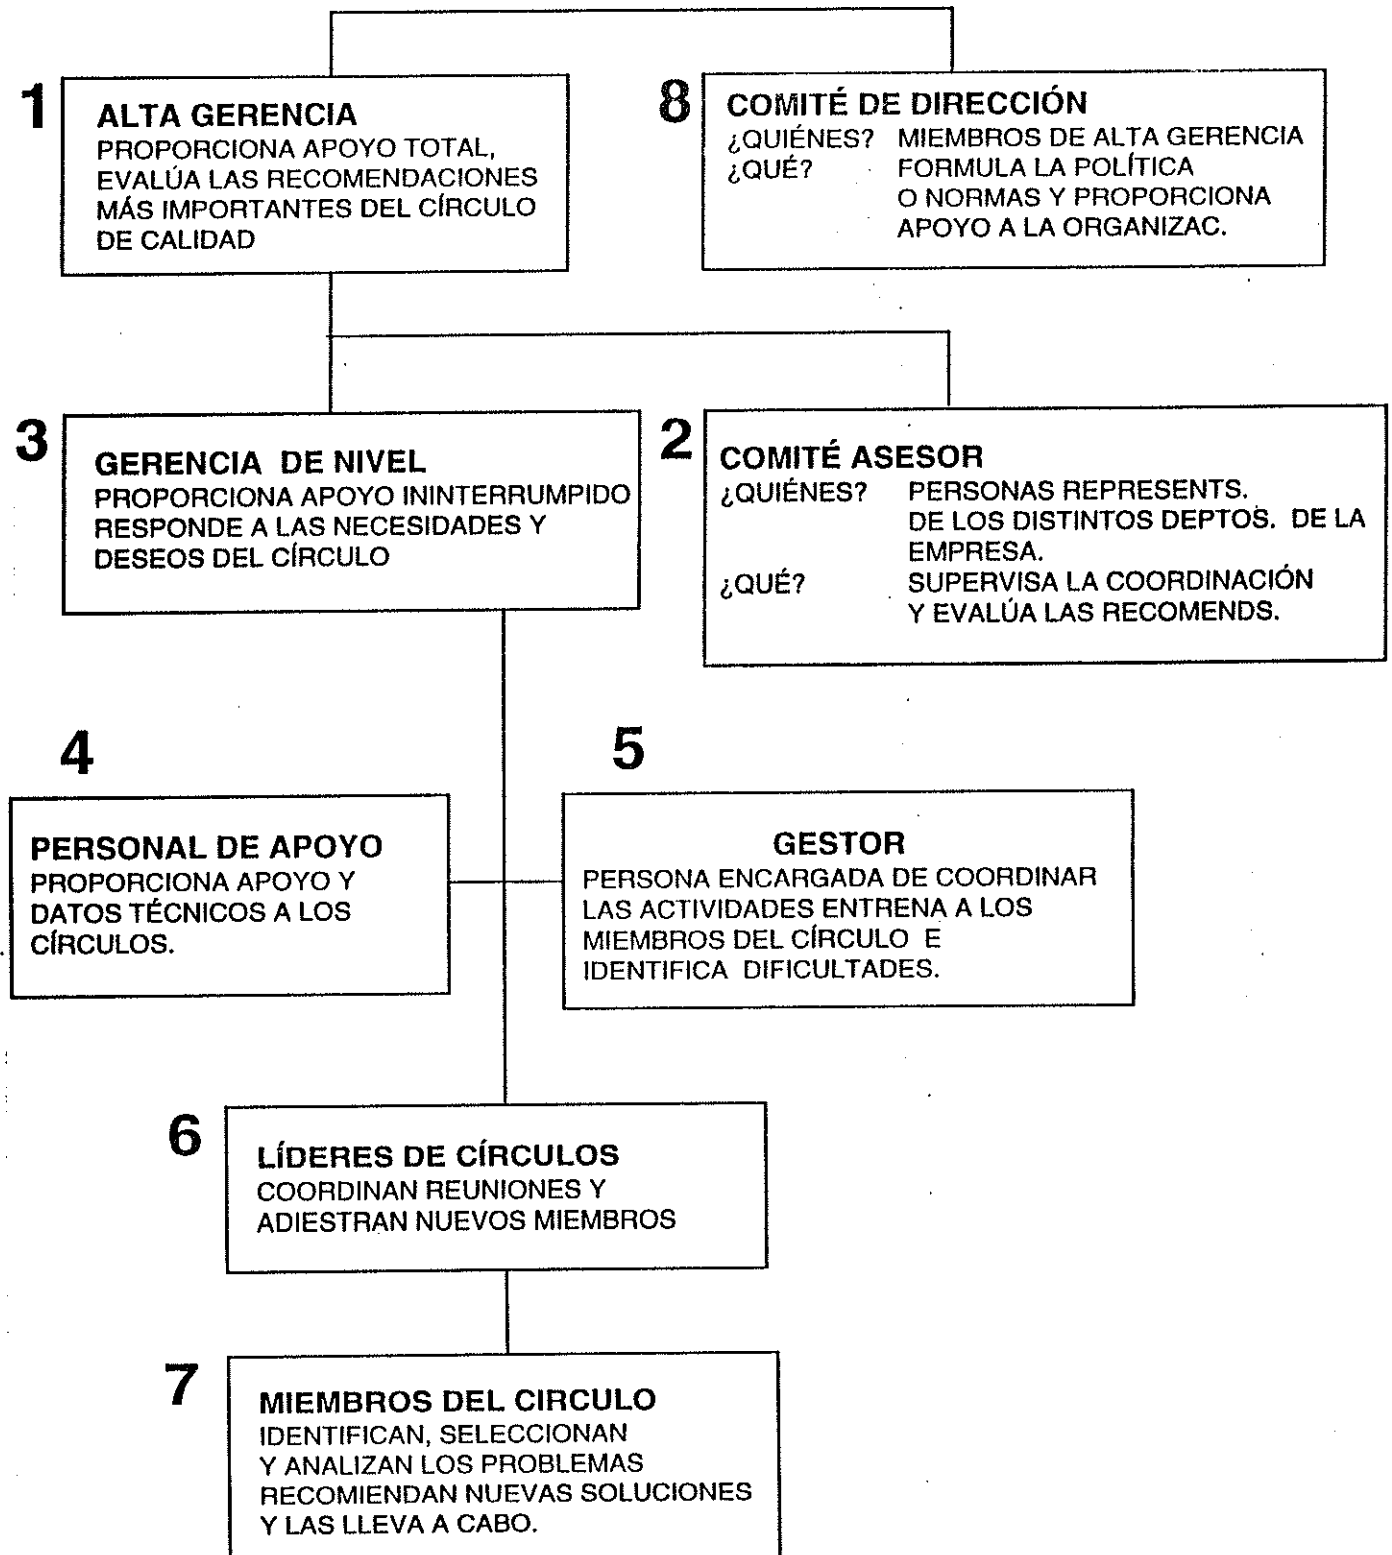 1
ALTA GERENCIA
PROPORCIONA APOYO TOTAL,
EVALÚA LAS RECOMENDACIONES
MÁS IMPORTANTES DEL CÍRCULO
DE CALIDAD
8
COMITÉ DE DIRECCIÓN
¿QUIÉNES? MIEMBROS DE ALTA GERENCIA
¿QUÉ? FORMULA LA POLÍTICA
O NORMAS Y PROPORCIONA
APOYO A LA ORGANIZAC.
3
GERENCIA DE NIVEL
PROPORCIONA APOYO ININTERRUMPIDO
RESPONDE A LAS NECESIDADES Y
DESEOS DEL CÍRCULO
2
COMITÉ ASESOR
¿QUIÉNES? PERSONAS REPRESENTS.
DE LOS DISTINTOS DEPTOS. DE LA
EMPRESA.
¿QUÉ? SUPERVISA LA COORDINACIÓN
Y EVALÚA LAS RECOMENDS.
4
PERSONAL DE APOYO
PROPORCIONA APOYO Y
DATOS TÉCNICOS A LOS
CÍRCULOS.
5
GESTOR
PERSONA ENCARGADA DE COORDINAR
LAS ACTIVIDADES ENTRENA A LOS
MIEMBROS DEL CÍRCULO E
IDENTIFICA DIFICULTADES.
6
LÍDERES DE CÍRCULOS
COORDINAN REUNIONES Y
ADIESTRAN NUEVOS MIEMBROS
7
MIEMBROS DEL CIRCULO
IDENTIFICAN, SELECCIONAN
Y ANALIZAN LOS PROBLEMAS
RECOMIENDAN NUEVAS SOLUCIONES
Y LAS LLEVA A CABO.